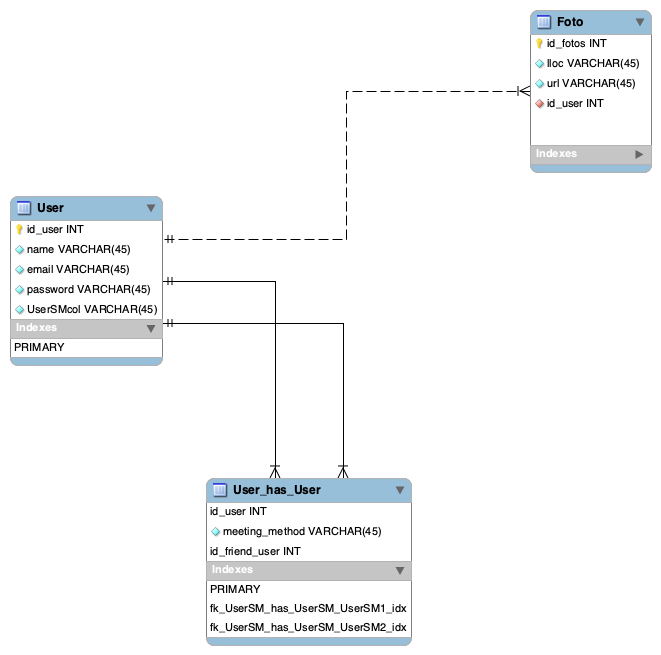 Foto
id_fotos INT
lloc VARCHAR(45)
url VARCHAR(45)
id_user INT
Indexes
User
id_user INT
name VARCHAR(45)
email VARCHAR(45)
password VARCHAR(45)
UserSMcol VARCHAR(45)
Indexes
PRIMARY
User_has_User
id_user INT
meeting_method VARCHAR(45)
id_friend_user INT
Indexes
PRIMARY
fk_UserSM_has_UserSM_UserSM1_idx
fk_UserSM_has_UserSM_UserSM2_idx